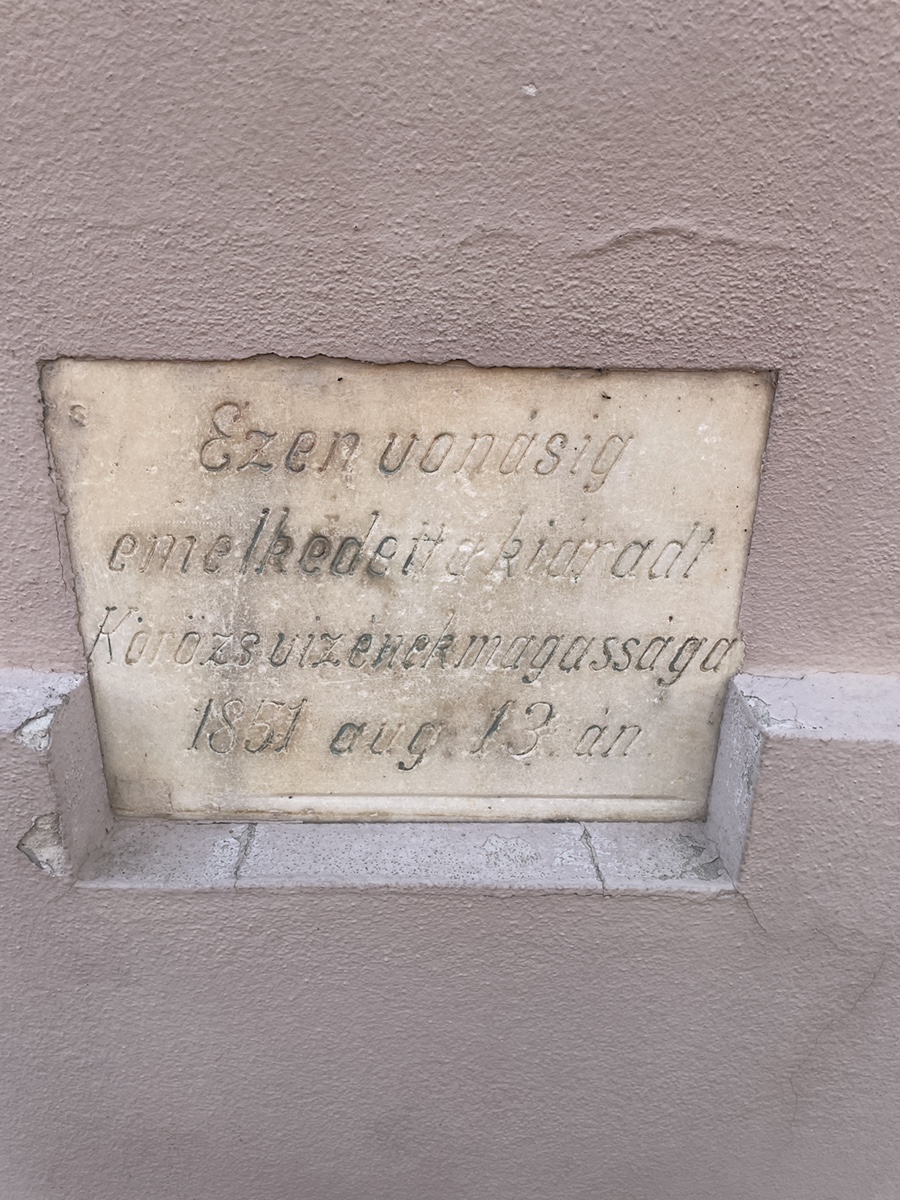 Ezen vonásig
emelkedett a kiáradt
Körözs vizének magassága
1851 aug. 13. án.